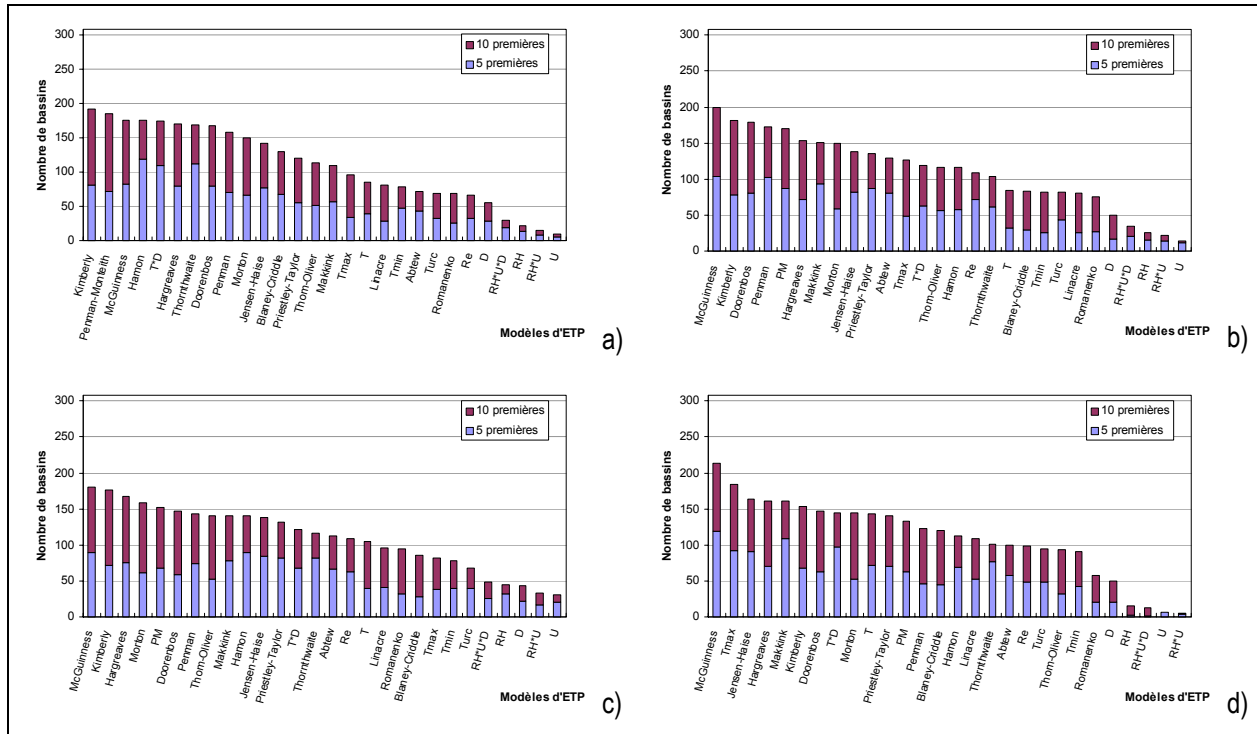 300
250
200
150
100
50
0
Nombre de bassins
10 premières
5 premières
Kimberly
Penman-Monteith
McGuinness
Hamon
T*D
Hargreaves
Thornthwaite
Doorenbos
Penman
Morton
Jensen-Haise
Blaney-Criddle
Priestley-Taylor
Thom-Oliver
Makkink
Tmax
T
Linacre
Tmin
Abtew
Turc
Romanenko
Re
D
RH*U*D
RH
RH*U
U
Modèles d'ETP
a)
300
250
200
150
100
50
0
Nombre de bassins
10 premières
5 premières
McGuinness
Kimberly
Doorenbos
Penman
PM
Hargreaves
Makkink
Morton
Jensen-Haise
Priestley-Taylor
Abtew
Tmax
T*D
Thom-Oliver
Hamon
Re
Thornthwaite
T
Blaney-Criddle
Tmin
Turc
Linacre
Romanenko
D
RH*U*D
RH
RH*U
U
Modèles d'ETP
b)
300
250
200
150
100
50
0
Nombre de bassins
10 premières
5 premières
McGuinness
Kimberly
Hargreaves
Morton
PM
Doorenbos
Penman
Thom-Oliver
Makkink
Hamon
Jensen-Haise
Priestley-Taylor
T*D
Thornthwaite
Abtew
Re
T
Linacre
Romanenko
Blaney-Criddle
Tmax
Tmin
Turc
RH*U*D
RH
D
RH*U
U
Modèles d'ETP
c)
300
250
200
150
100
50
0
Nombre de bassins
10 premières
5 premières
McGuinness
Tmax
Jensen-Haise
Hargreaves
Makkink
Kimberly
Doorenbos
T*D
Morton
T
Priestley-Taylor
PM
Penman
Blaney-Criddle
Hamon
Linacre
Thornthwaite
Abtew
Re
Turc
Thom-Oliver
Tmin
Romanenko
D
RH
RH*U*D
U
RH*U
Modèles d'ETP
d)